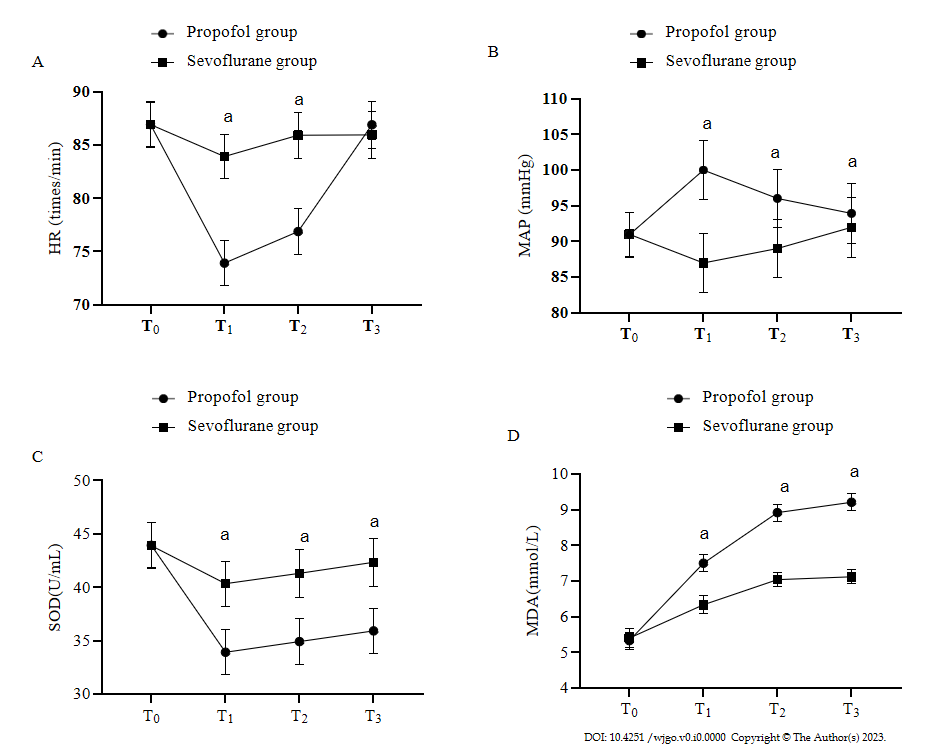 Propofol group
Sevoflurane group
A
HR (times/min)
90
85
80
75
70
a
a
T0
T1
T2
T3
Propofol group
Sevoflurane group
B
MAP (mmHg)
110
105
100
95
90
85
80
a
a
a
T0
T1
T2
T3
Propofol group
Sevoflurane group
C
SOD(U/mL)
50
45
40
35
30
a
a
a
T0
T1
T2
T3
Propofol group
Sevoflurane group
D
MDA(mmol/L)
10
9
8
7
6
5
4
a
a
a
T0
T1
T2
T3
DOI: 10.4251 /wjgo.v0.i0.0000 Copyright © The Author(s) 2023.